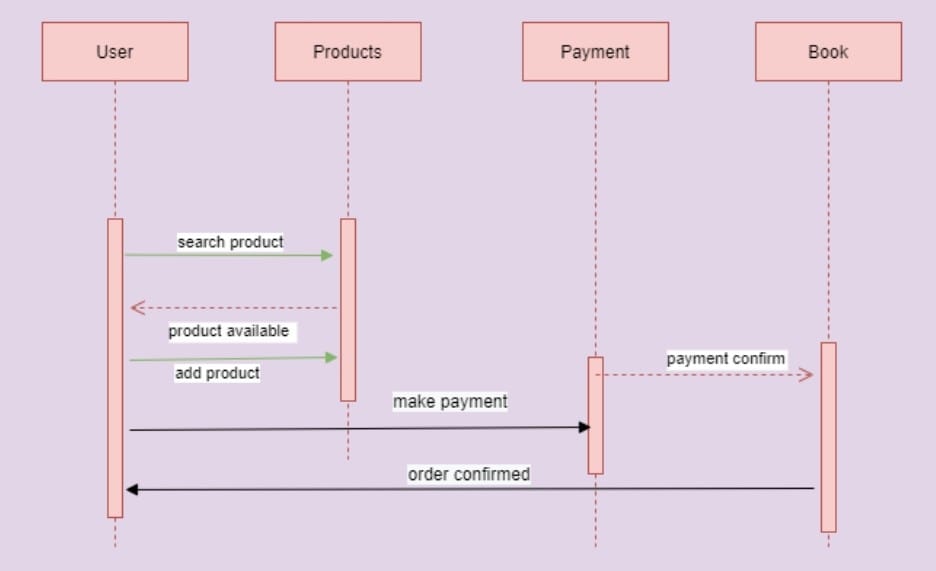 User
Products
Payment
Book
search product
product available
payment confirm
add product
make payment
order confirmed